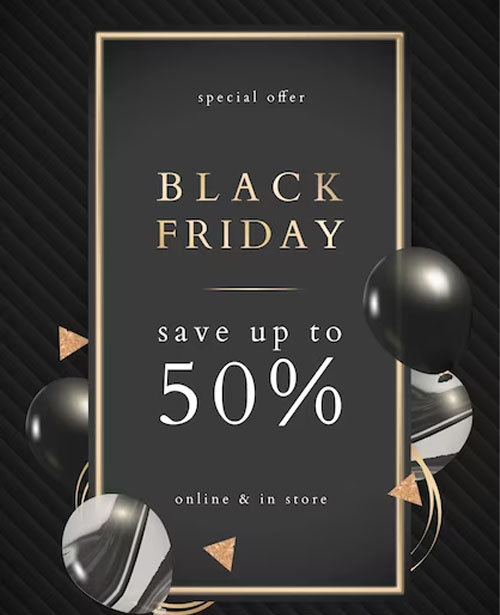 special offer
BLACK
FRIDAY
save up to
50%
online & in store